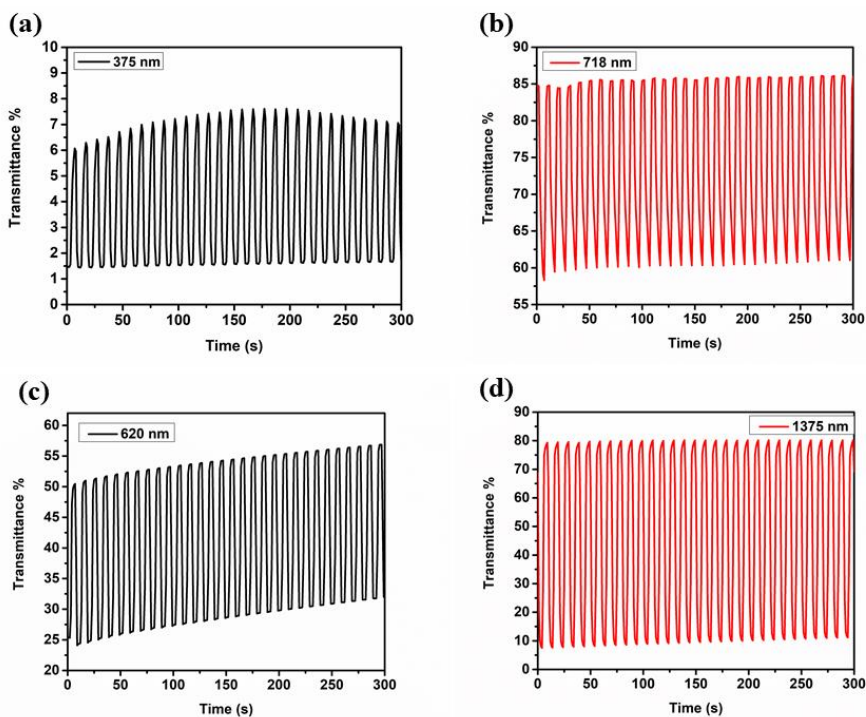 (a)
375 nm
10
9
8
7
6
5
4
3
2
1
0
Transmittance %
0 50 100 150 200 250 300
Time (s)
(b)
718 nm
90
85
80
75
70
65
60
55
Transmittance %
0 50 100 150 200 250 300
Time (s)
(c)
620 nm
60
55
50
45
40
35
30
25
20
Transmittance %
0 50 100 150 200 250 300
Time (s)
(d)
1375 nm
90
80
70
60
50
40
30
20
10
0
Transmittance %
0 50 100 150 200 250 300
Time (s)